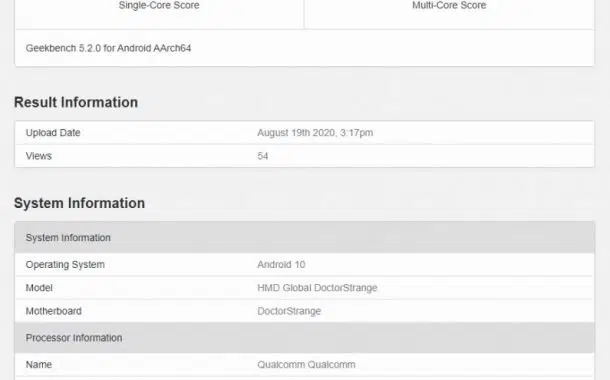 Single-Core Score Multi-Core Score
Geekbench 5.2.0 for Android AArch64
Result Information
Upload Date August 19th 2020, 3:17pm
Views 54
System Information
System Information
Operating System Android 10
Model HMD Global DoctorStrange
Motherboard DoctorStrange
Processor Information
Name Qualcomm Qualcomm